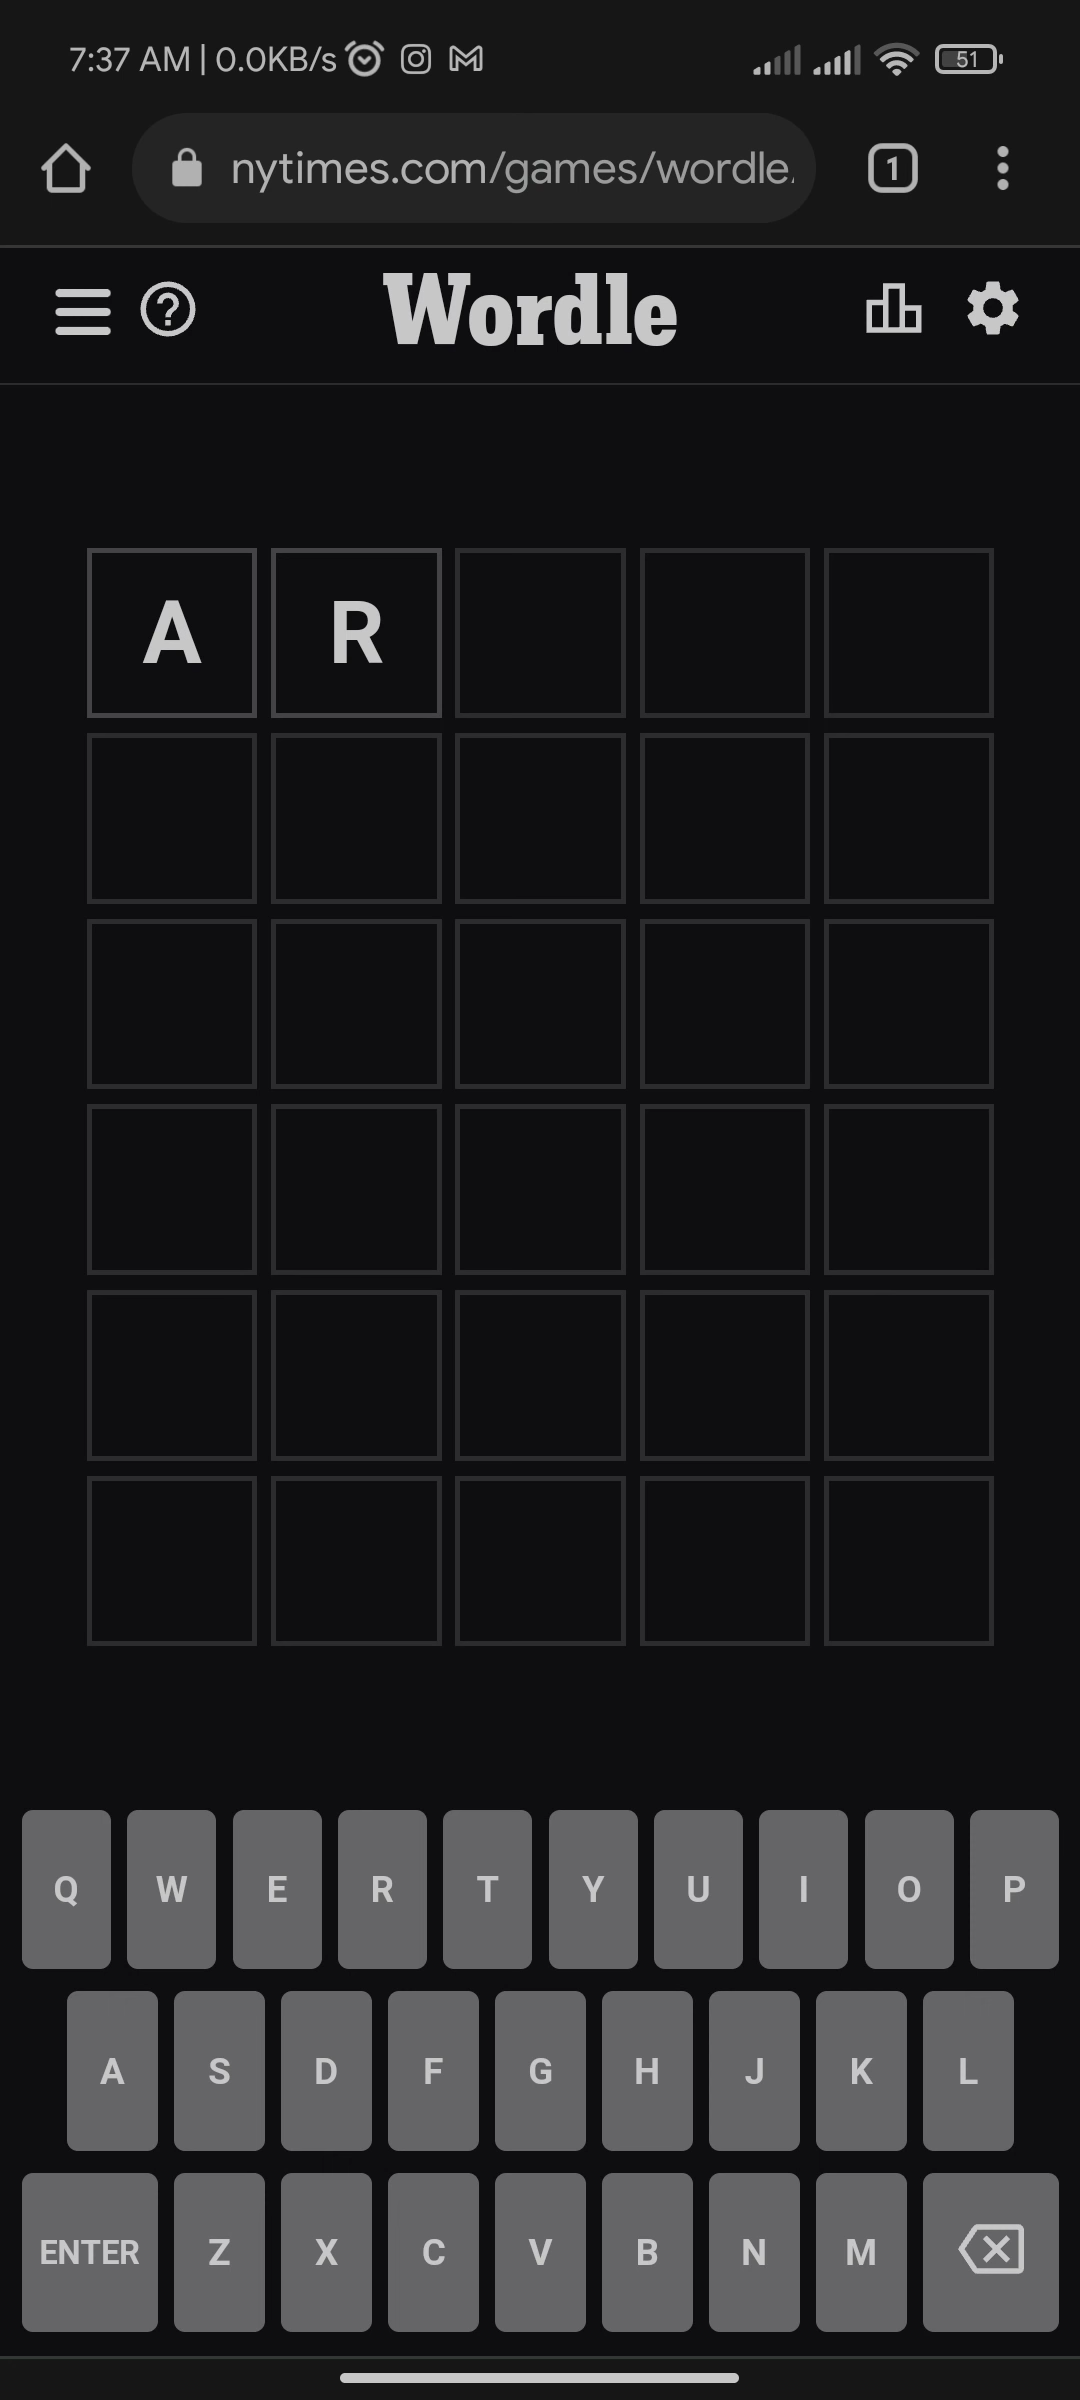 7:37 AM | 0.0KB/s 51
nytimes.com/games/wordle. 1
Wordle
A R
Q W E R T Y U I O P
A S D F G H J K L
ENTER Z X C V B N M